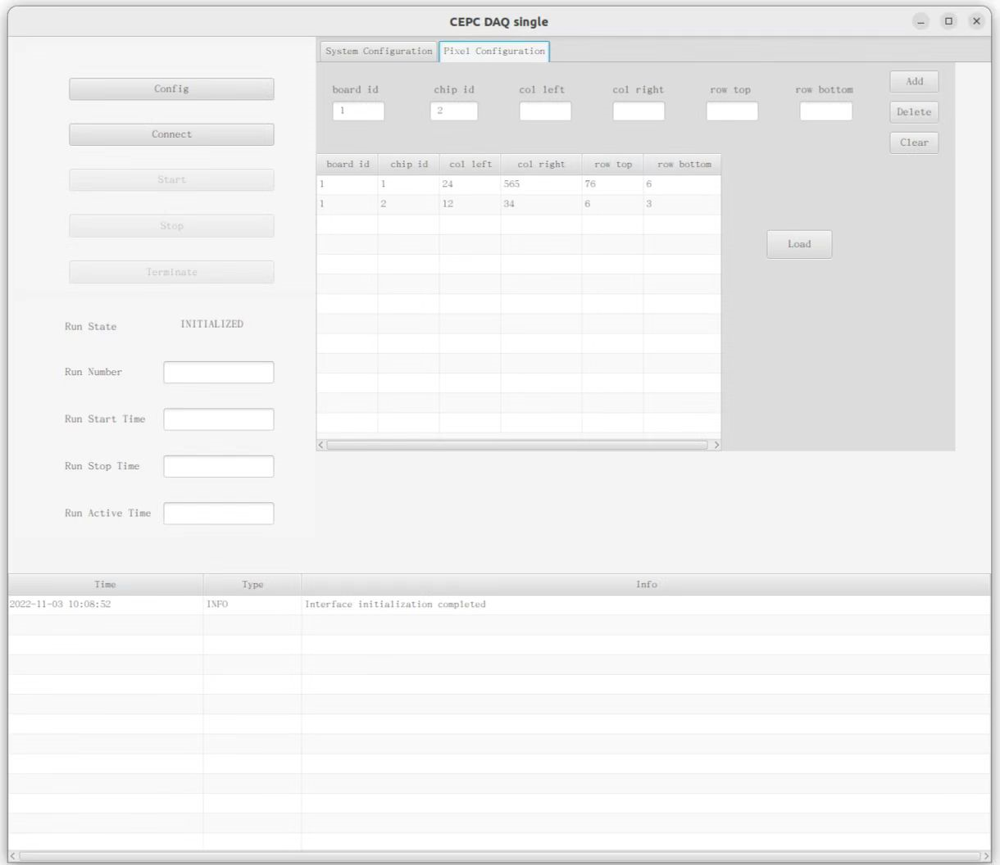 CEPC DAQ single
System Configuration Pixel Configuration
Config
Connect
Start
Stop
Terminate
Run State INITIALIZED
Run Number
Run Start Time
Run Stop Time
Run Active Time
board id chip id col left col right row top row bottom
1 2
Add
Delete
Clear
board id chip id col left col right row top row bottom
1 1 24 565 76 6
1 2 12 34 6 3
Load
Time Type Info
2022-11-03 10:08:52 INFO Interface initialization completed